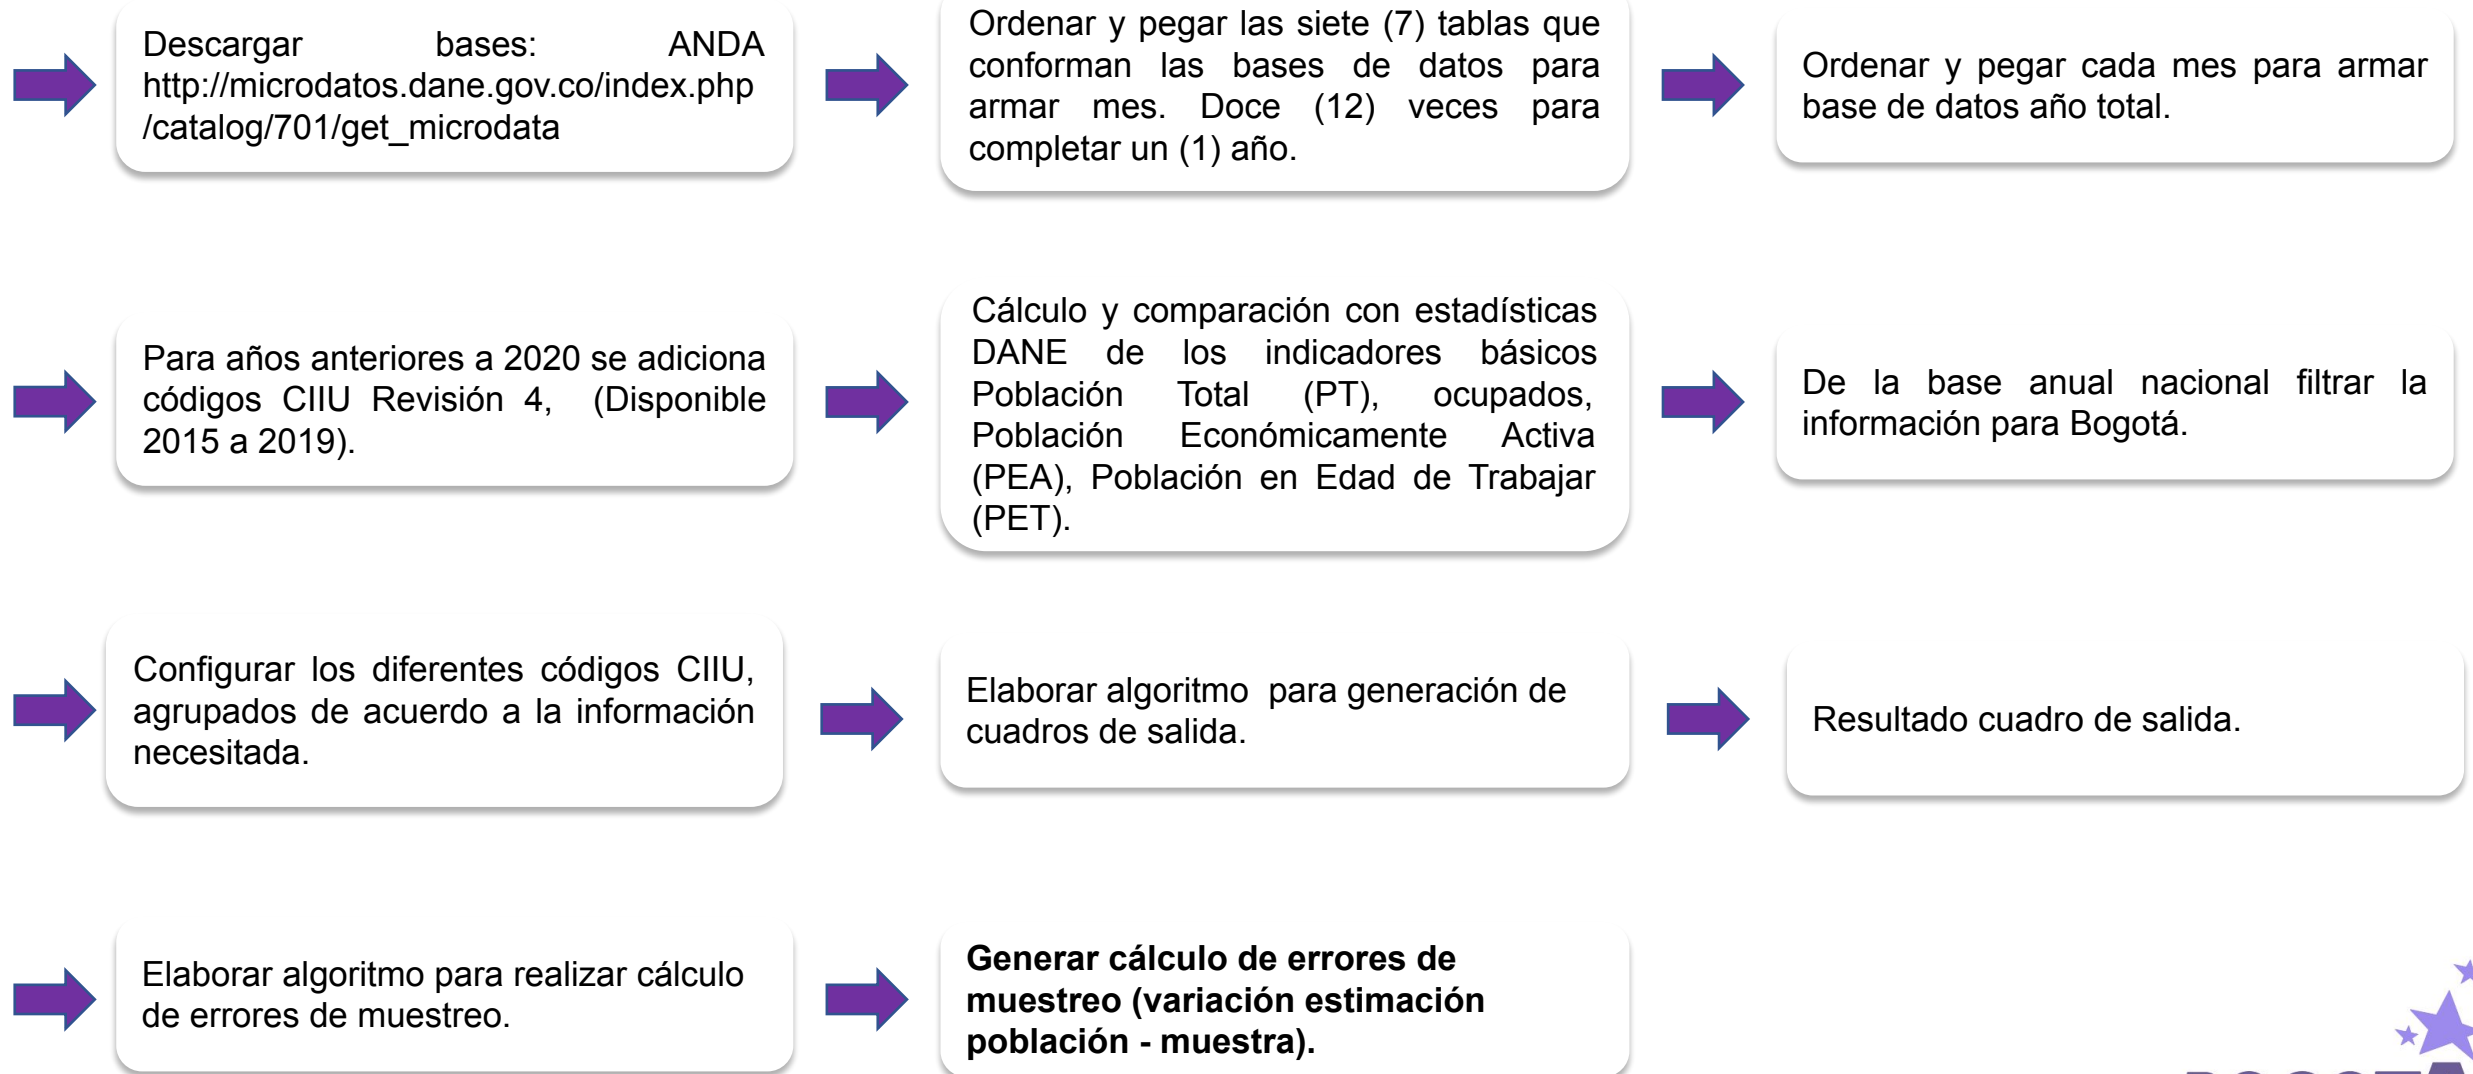 Descargar bases: ANDA
http://microdatos.dane.gov.co/index.php
/catalog/701/get_microdata
Ordenar y pegar las siete (7) tablas que
conforman las bases de datos para
armar mes. Doce (12) veces para
completar un (1) año.
Ordenar y pegar cada mes para armar
base de datos año total.
Para años anteriores a 2020 se adiciona
códigos CIIU Revisión 4, (Disponible
2015 a 2019).
Cálculo y comparación con estadísticas
DANE de los indicadores básicos
Población Total (PT), ocupados,
Población Económicamente Activa
(PEA), Población en Edad de Trabajar
(PET).
De la base anual nacional filtrar la
información para Bogotá.
Configurar los diferentes códigos CIIU,
agrupados de acuerdo a la información
necesitada.
Elaborar algoritmo para generación de
cuadros de salida.
Resultado cuadro de salida.
Elaborar algoritmo para realizar cálculo
de errores de muestreo.
Generar cálculo de errores de
muestreo (variación estimación
población - muestra).